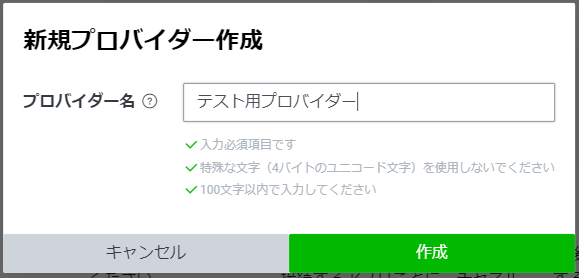 新規プロバイダー作成
プロバイダー名 ?
テスト用プロバイダー
入力必須項目です
特殊な文字（4バイトのユニコード文字）を使用しないでください
100文字以内で入力してください
キャンセル 作成